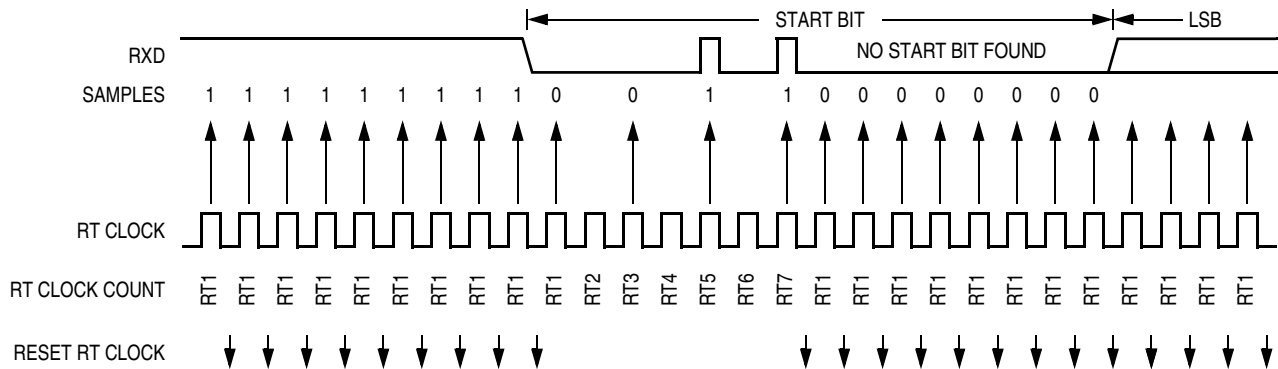 START BIT LSB
RXD NO START BIT FOUND
SAMPLES 1 1 1 1 1 1 1 1 1 0 0 1 1 0 0 0 0 0 0 0 0
RT CLOCK
RT CLOCK COUNT RT1 RT1 RT1 RT1 RT1 RT1 RT1 RT1 RT1 RT1 RT2 RT3 RT4 RT5 RT6 RT7 RT1 RT1 RT1 RT1 RT1 RT1 RT1 RT1 RT1 RT1 RT1 RT1
RESET RT CLOCK